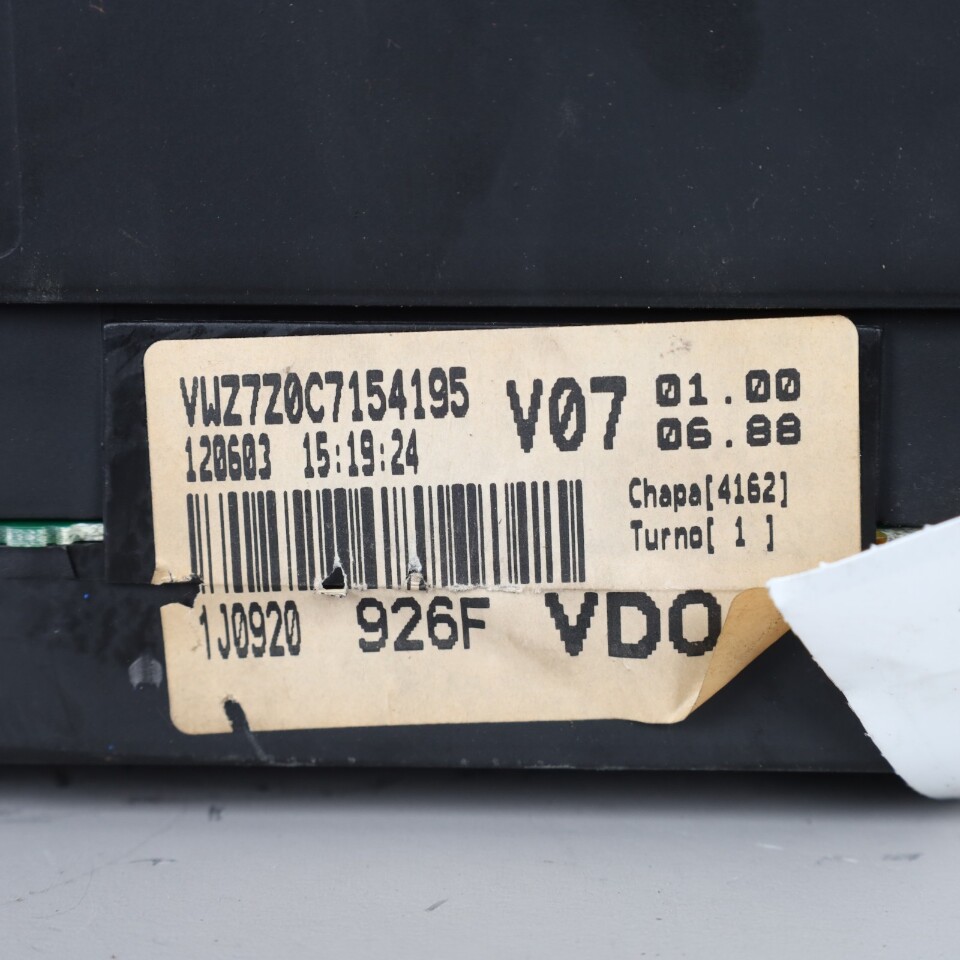 VWZ7Z0C7154195 V07 01.00
06.88
120603 15:19:24
Chapa[4162]
Turno[ 1 ]
1J0920 926F VDO